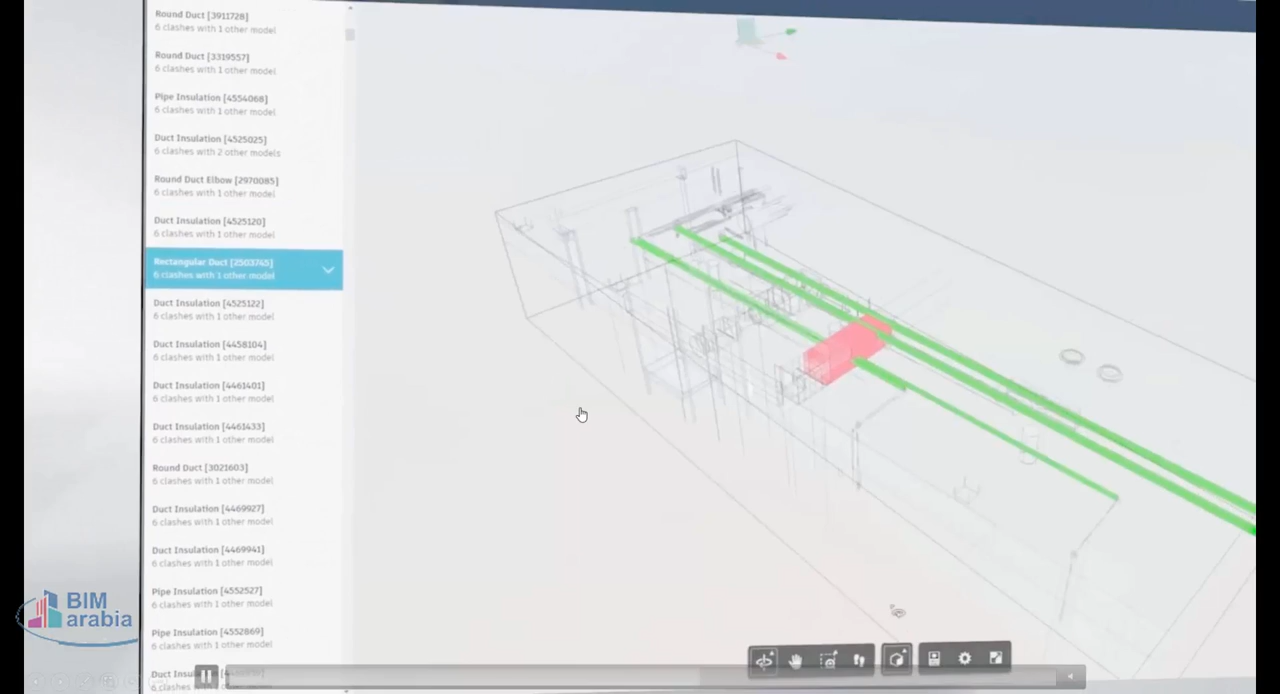 Round Duct [3911728]
6 clashes with 1 other model
Round Duct [3319557]
6 clashes with 1 other model
Pipe Insulation [4554068]
6 clashes with 1 other model
Duct Insulation [4525025]
6 clashes with 2 other models
Round Duct Elbow [2970085]
6 clashes with 1 other model
Duct Insulation [4525120]
6 clashes with 1 other model
Rectangular Duct [2503765]
6 clashes with 1 other model
Duct Insulation [4525122]
6 clashes with 1 other model
Duct Insulation [4458104]
6 clashes with 1 other model
Duct Insulation [4461401]
6 clashes with 1 other model
Duct Insulation [4461433]
6 clashes with 1 other model
Round Duct [3021603]
6 clashes with 1 other model
Duct Insulation [4469927]
6 clashes with 1 other model
Duct Insulation [4469941]
6 clashes with 1 other model
Pipe Insulation [4552527]
6 clashes with 1 other model
Pipe Insulation [4552869]
6 clashes with 1 other model
Duct
6 clashes
BIM
arabia